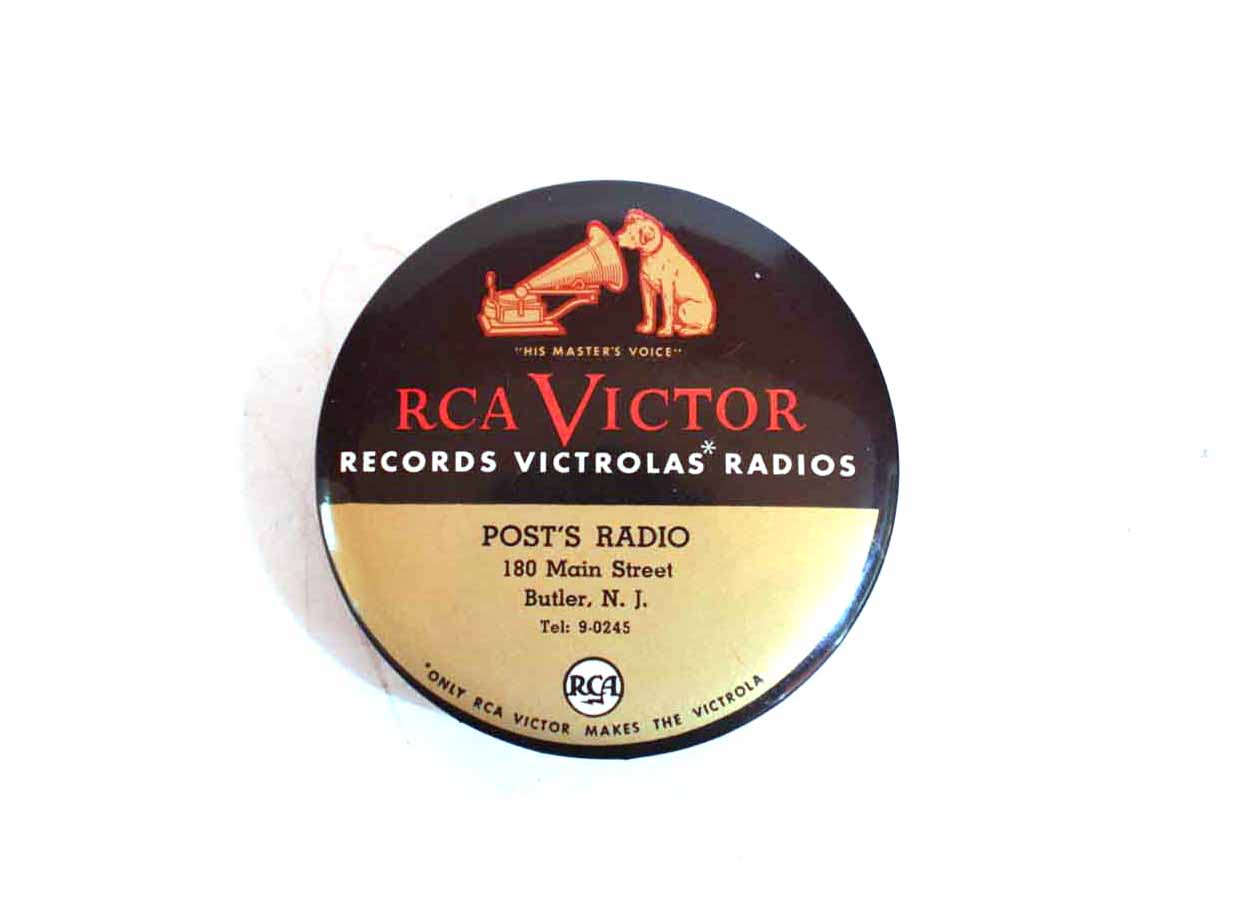 "HIS MASTER'S VOICE"
RCA VICTOR
RECORDS VICTROLAS* RADIOS
POST'S RADIO
180 Main Street
Butler, N. J.
Tel: 9-0245
RCA
*ONLY RCA VICTOR MAKES THE VICTROLA